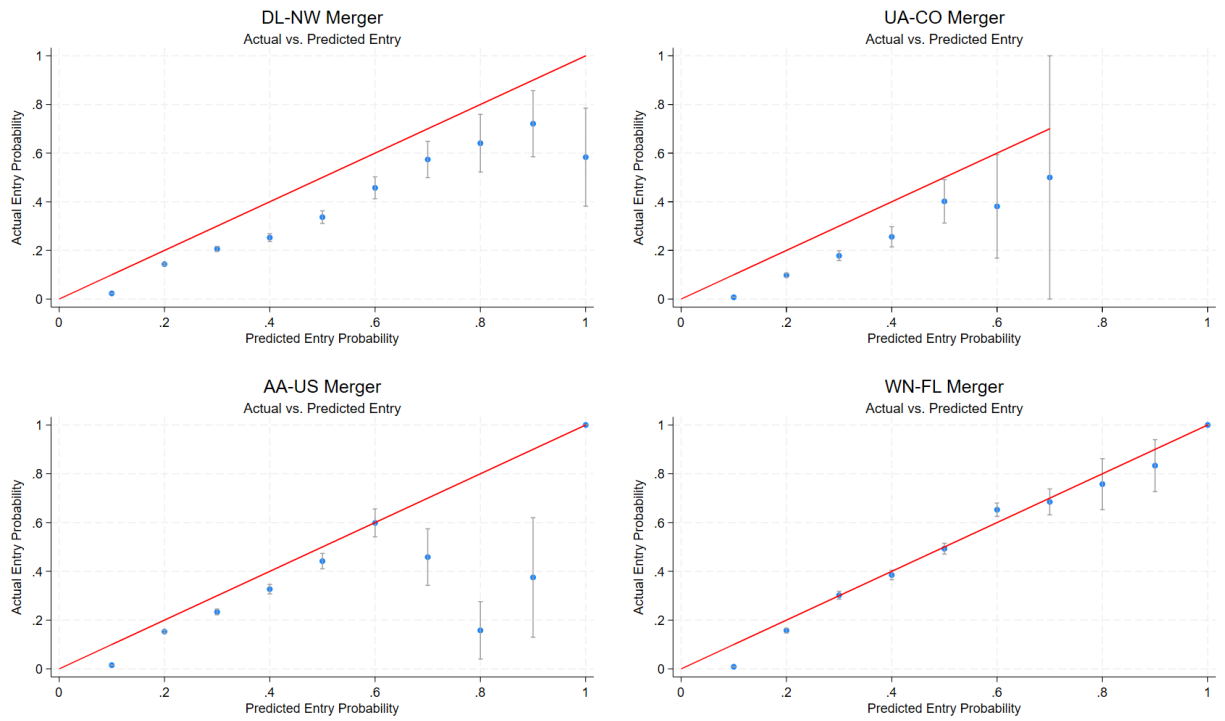 DL-NW Merger
Actual vs. Predicted Entry
Actual Entry Probability
1
.8
.6
.4
.2
0
0 .2 .4 .6 .8 1
Predicted Entry Probability
UA-CO Merger
Actual vs. Predicted Entry
Actual Entry Probability
1
.8
.6
.4
.2
0
0 .2 .4 .6 .8 1
Predicted Entry Probability
AA-US Merger
Actual vs. Predicted Entry
Actual Entry Probability
1
.8
.6
.4
.2
0
0 .2 .4 .6 .8 1
Predicted Entry Probability
WN-FL Merger
Actual vs. Predicted Entry
Actual Entry Probability
1
.8
.6
.4
.2
0
0 .2 .4 .6 .8 1
Predicted Entry Probability